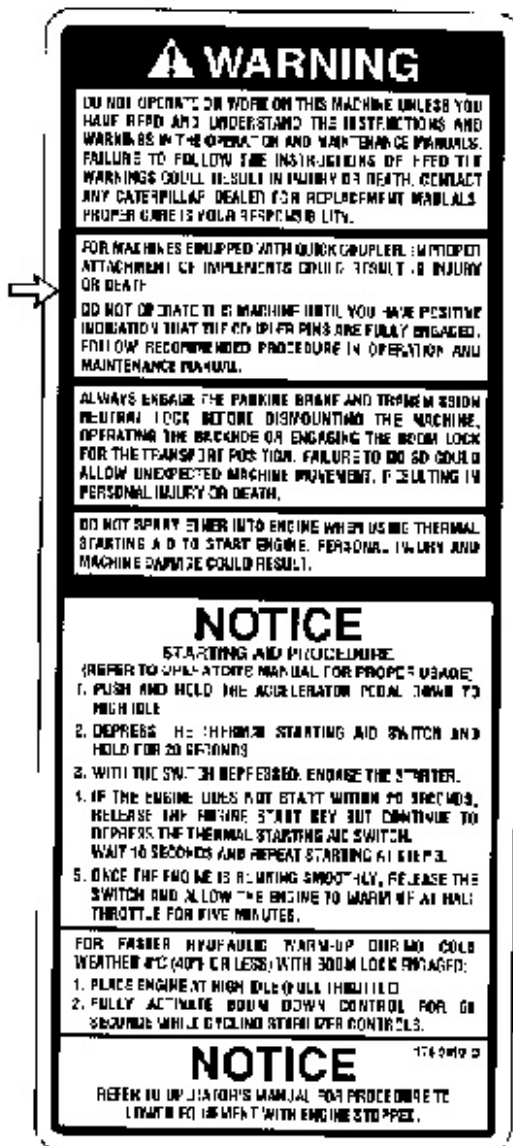 WARNING
DO NOT OPERATE OR WORK ON THIS MACHINE UNLESS YOU
HAVE READ AND UNDERSTAND THE INSTRUCTIONS AND
WARNINGS IN THE OPERATION AND MAINTENANCE MANUALS.
FAILURE TO FOLLOW THE INSTRUCTIONS OR HEED THE
WARNINGS COULD RESULT IN INJURY OR DEATH. CONTACT
ANY CATERPILLAR DEALER FOR REPLACEMENT MANUALS.
PROPER CARE IS YOUR RESPONSIBILITY.
FOR MACHINES EQUIPPED WITH QUICK COUPLER, IMPROPER
ATTACHMENT OF IMPLEMENTS COULD RESULT IN INJURY
OR DEATH
DO NOT OPERATE THIS MACHINE UNTIL YOU HAVE POSITIVE
INDICATION THAT THE COUPLER PINS ARE FULLY ENGAGED.
FOLLOW RECOMMENDED PROCEDURE IN OPERATION AND
MAINTENANCE MANUAL.
ALWAYS ENGAGE THE PARKING BRAKE AND TRANSMISSION
NEUTRAL LOCK BEFORE DISMOUNTING THE MACHINE,
OPERATING THE BACKHOE OR ENGAGING THE BOOM LOCK
FOR THE TRANSPORT POSITION. FAILURE TO DO SO COULD
ALLOW UNEXPECTED MACHINE MOVEMENT, RESULTING IN
PERSONAL INJURY OR DEATH.
DO NOT SPRAY ETHER INTO ENGINE WHEN USING THERMAL
STARTING AID TO START ENGINE. PERSONAL INJURY AND
MACHINE DAMAGE COULD RESULT.
NOTICE
STARTING AID PROCEDURE
(REFER TO OPERATOR'S MANUAL FOR PROPER USAGE)
1. PUSH AND HOLD THE ACCELERATOR PEDAL DOWN TO
HIGH IDLE
2. DEPRESS THE THERMAL STARTING AID SWITCH AND
HOLD FOR 20 SECONDS
3. WITH THE SWITCH DEPRESSED, ENGAGE THE STARTER.
4. IF THE ENGINE DOES NOT START WITHIN SECONDS,
RELEASE THE ENGINE START KEY BUT CONTINUE TO
DEPRESS THE THERMAL STARTING AID SWITCH.
WAIT 10 SECONDS AND REPEAT STARTING AT STEP 3.
5. ONCE THE ENGINE IS RUNNING SMOOTHLY, RELEASE THE
SWITCH AND ALLOW THE ENGINE TO WARM UP AT HALF
THROTTLE FOR FIVE MINUTES.
FOR FASTER HYDRAULIC WARM-UP DURING COLD
WEATHER 4°C (40°F OR LESS) WITH BOOM LOCK ENGAGED:
1. PLACE ENGINE AT HIGH IDLE (FULL THROTTLE)
2. FULLY ACTIVATE BOOM DOWN CONTROL FOR
SECONDS WHILE CYCLING STABILIZER CONTROLS.
NOTICE
REFER TO OPERATOR'S MANUAL FOR PROCEDURE TO
LOWER EQUIPMENT WITH ENGINE STOPPED.